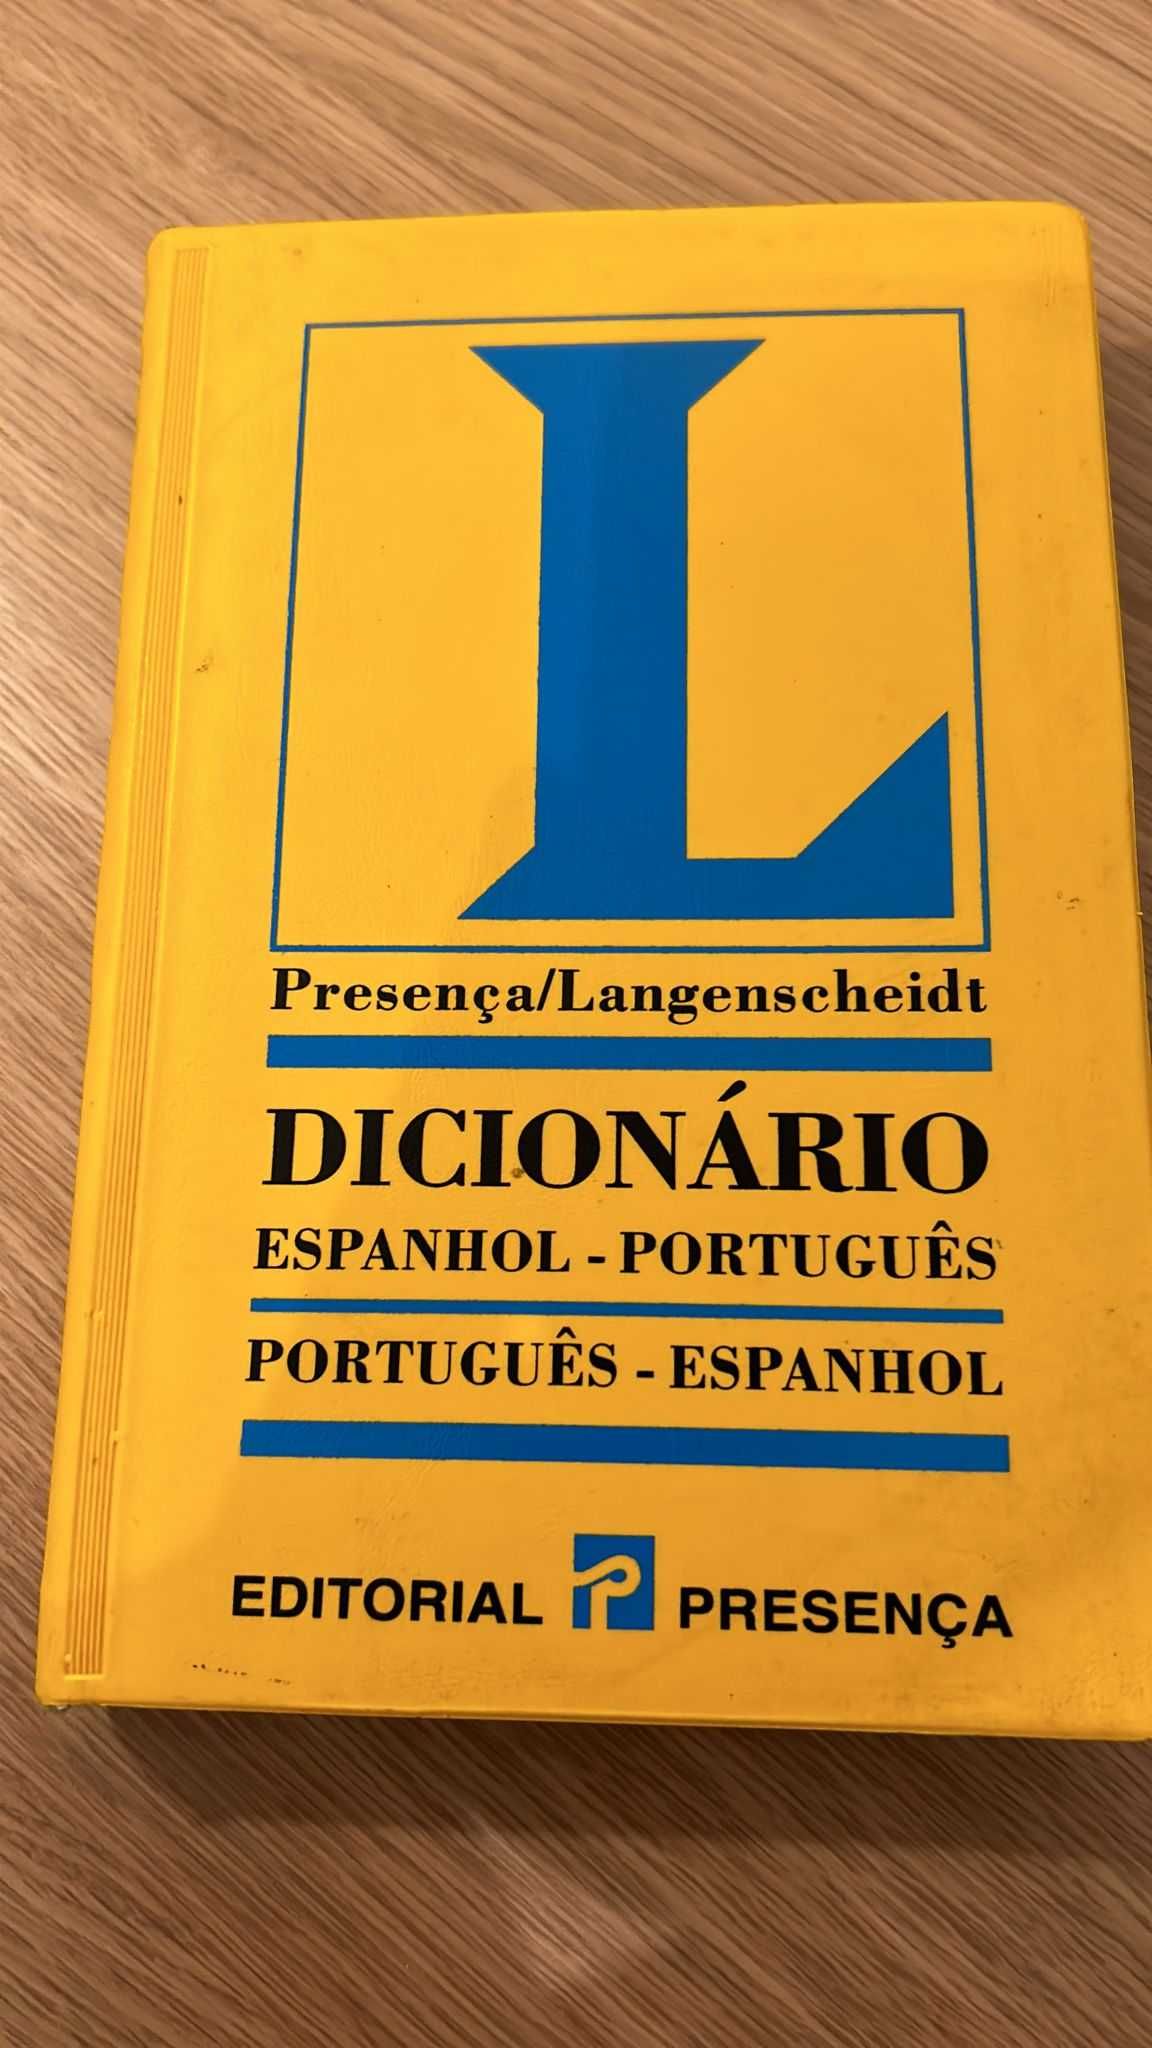 L
Presença/Langenscheidt
DICIONÁRIO
ESPANHOL - PORTUGUÊS
PORTUGUÊS - ESPANHOL
EDITORIAL P PRESENÇA